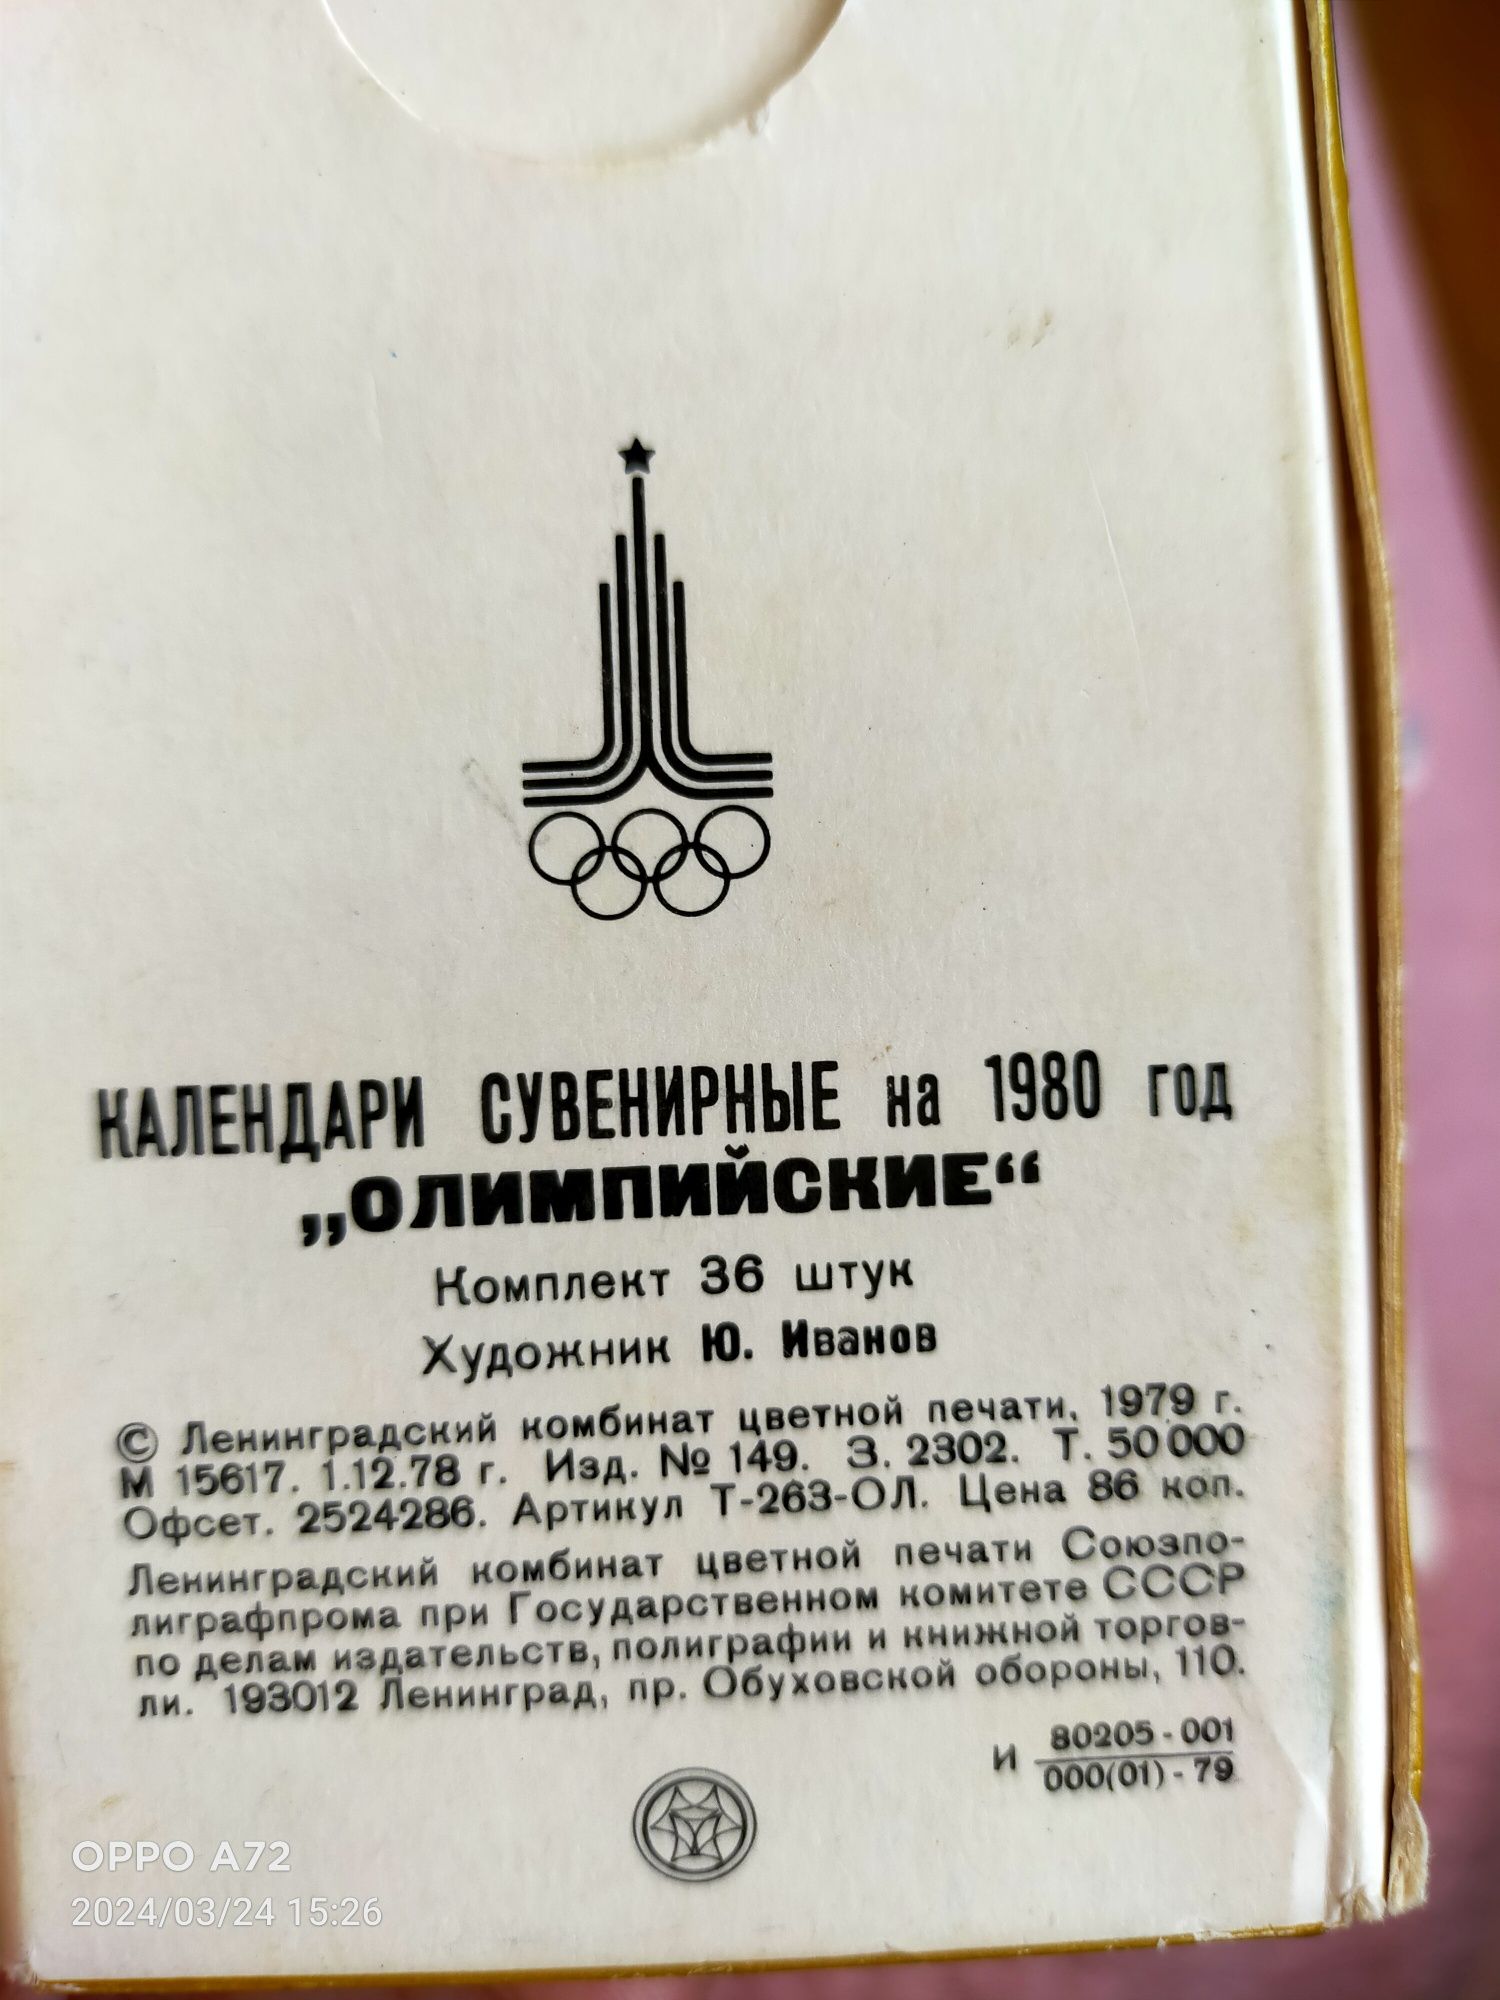 КАЛЕНДАРИ СУВЕНИРНЫЕ на 1980 год
„ОЛИМПИЙСКИЕ“
Комплект 36 штук
Художник Ю. Иванов
© Ленинградский комбинат цветной печати, 1979 г.
М 15617. 1.12.78 г. Изд. № 149. З. 2302. Т. 50 000
Офсет. 2524286. Артикул Т-263-ОЛ. Цена 86 коп.
Ленинградский комбинат цветной печати Союзпо-
лиграфпрома при Государственном комитете СССР
по делам издательств, полиграфии и книжной торгов-
ли. 193012 Ленинград, пр. Обуховской обороны, 110.
И 80205-001
000(01)-79
OPPO A72
2024/03/24 15:26